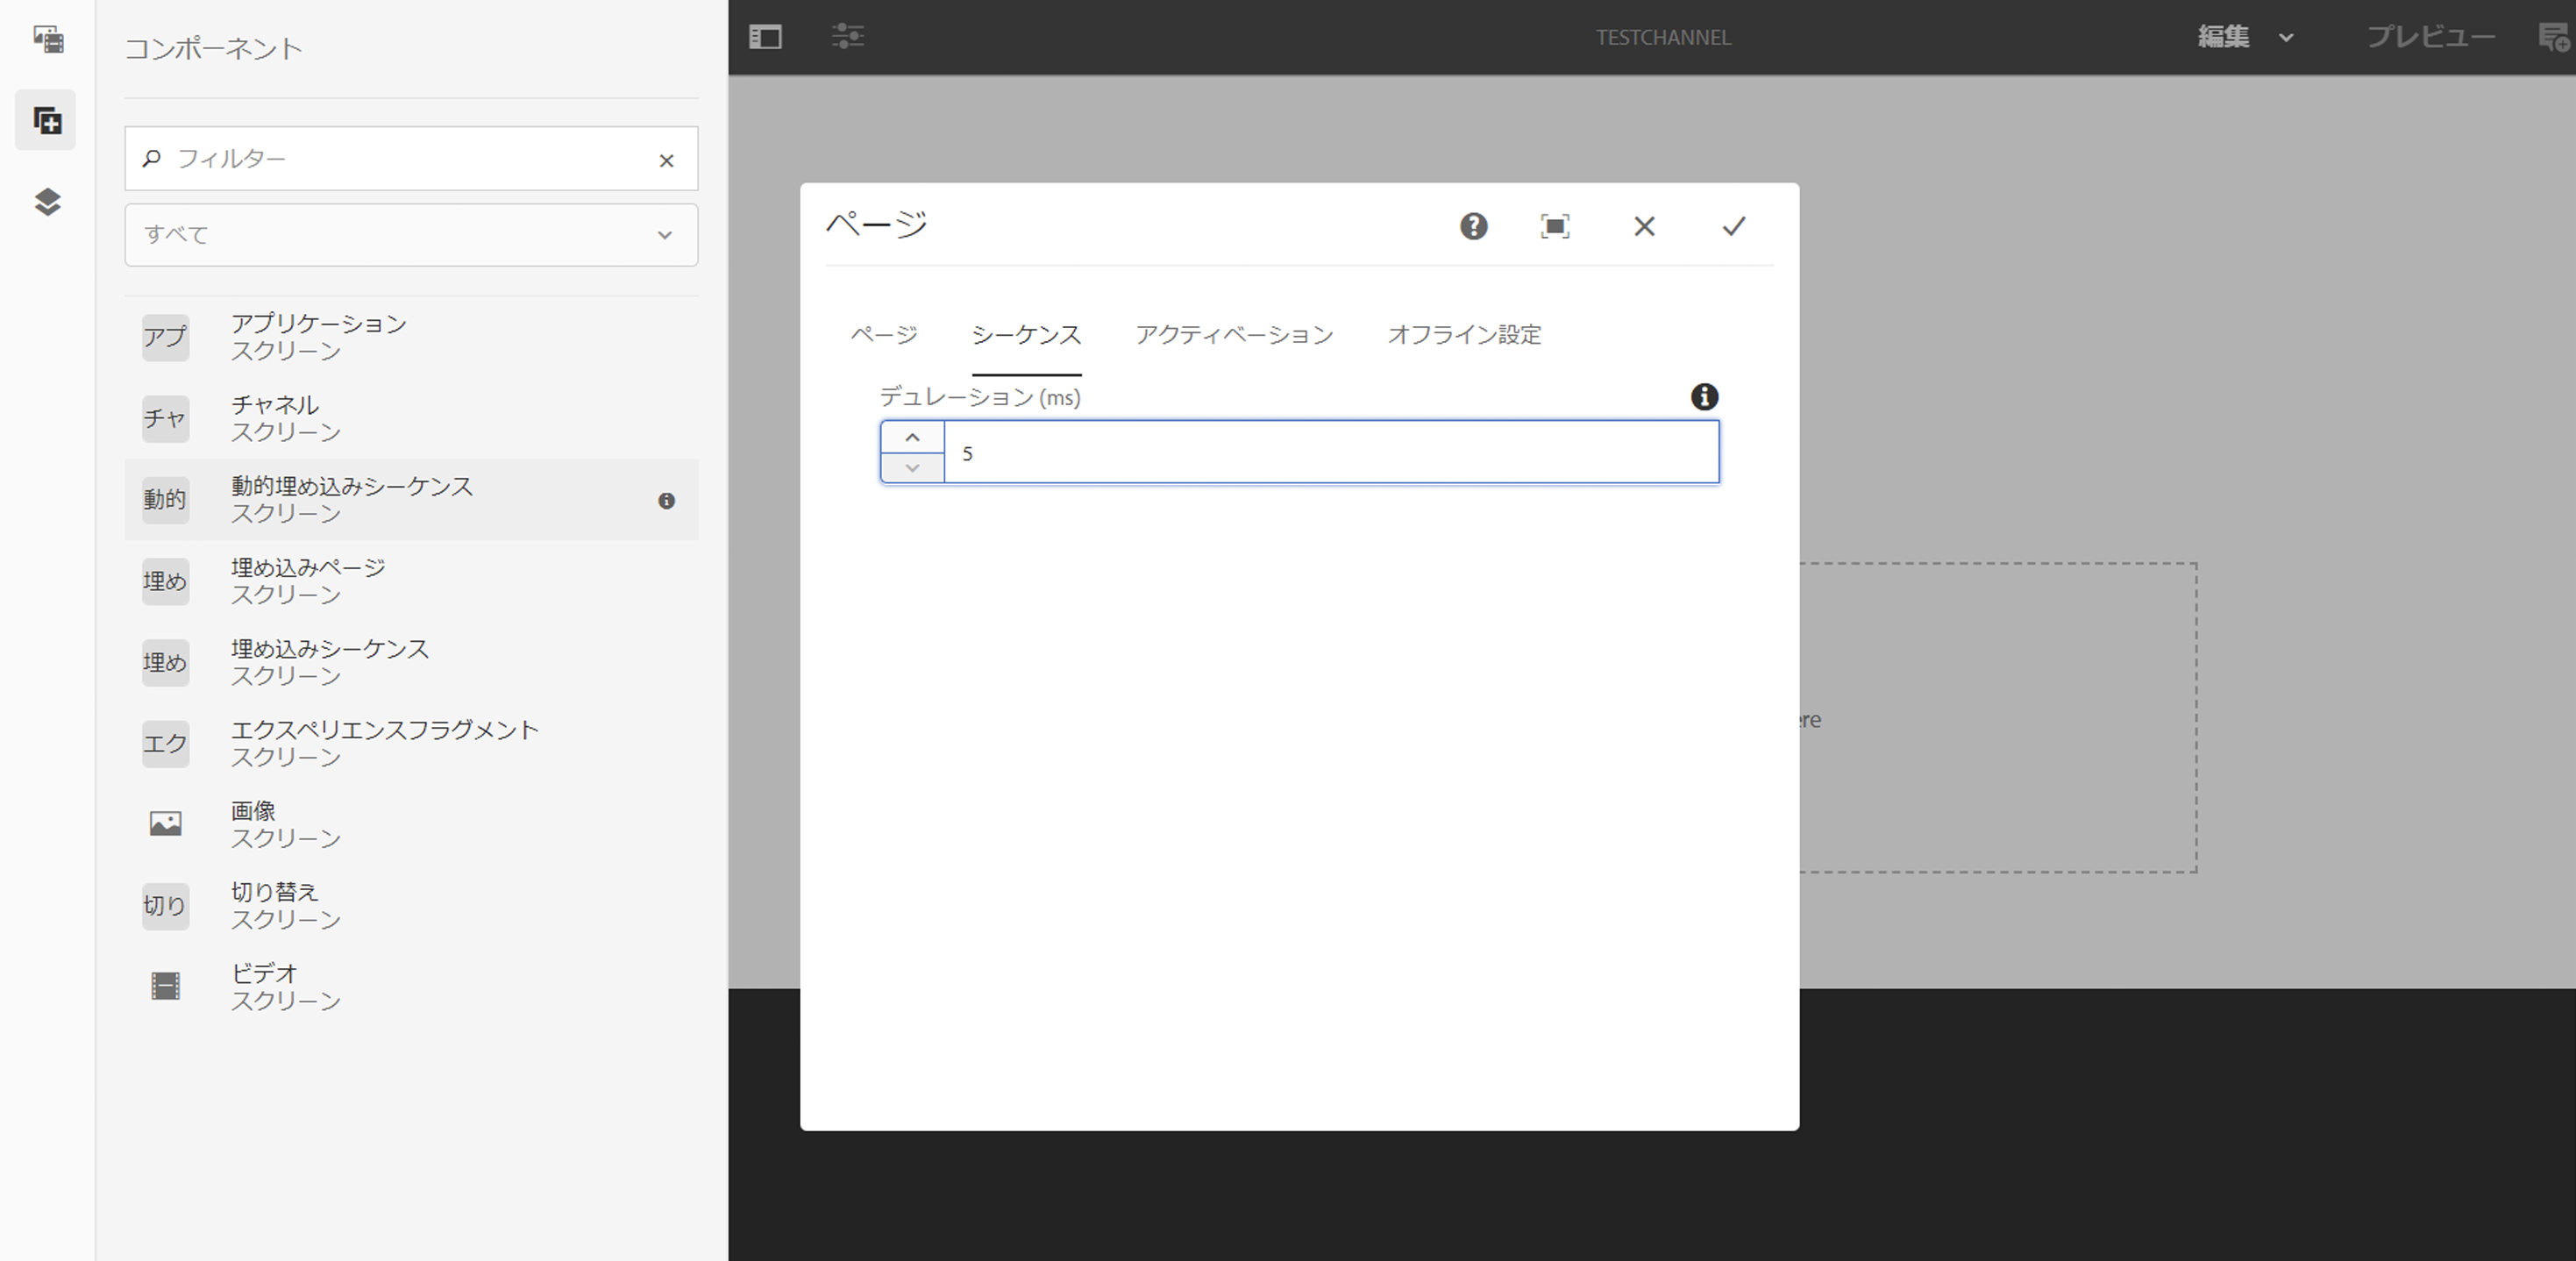 コンポーネント
フィルター
すべて
アプ
アプリケーション
スクリーン
チャ
チャネル
スクリーン
動的
動的埋め込みシーケンス
スクリーン
埋め
埋め込みページ
スクリーン
埋め
埋め込みシーケンス
スクリーン
エク
エクスペリエンスフラグメント
スクリーン
画像
スクリーン
切り
切り替え
スクリーン
ビデオ
スクリーン
TESTCHANNEL
編集
プレビュー
ページ
ページ シーケンス アクティベーション オフライン設定
デュレーション (ms)
5